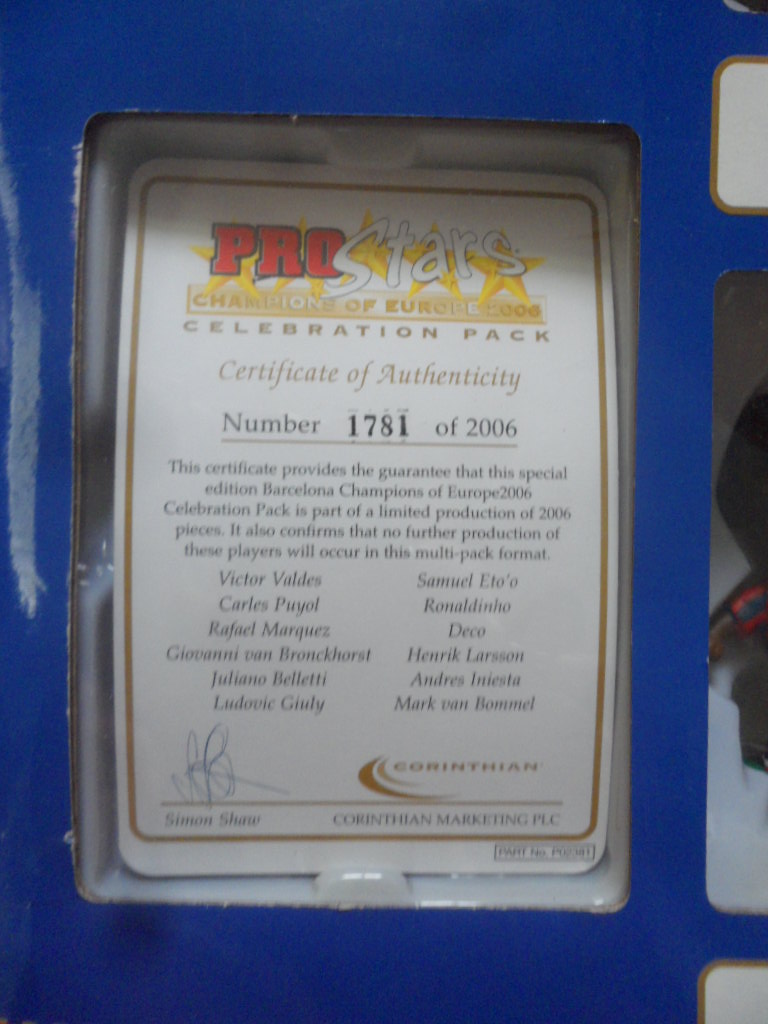 PROStars
CHAMPIONS OF EUROPE 2006
CELEBRATION PACK
Certificate of Authenticity
Number 1781 of 2006
This certificate provides the guarantee that this special
edition Barcelona Champions of Europe2006
Celebration Pack is part of a limited production of 2006
pieces. It also confirms that no further production of
these players will occur in this multi-pack format.
Victor Valdes Samuel Eto'o
Carles Puyol Ronaldinho
Rafael Marquez Deco
Giovanni van Bronckhorst Henrik Larsson
Juliano Belletti Andres Iniesta
Ludovic Giuly Mark van Bommel
CORINTHIAN
Simon Shaw CORINTHIAN MARKETING PLC
PART No.